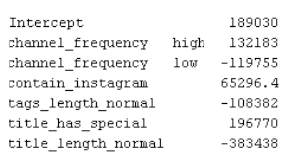 Intercept 189030
channel_frequency high 132183
channel_frequency low -119755
contain_instagram 65296.4
tags_length_normal -108382
title_has_special 196770
title_length_normal -383438